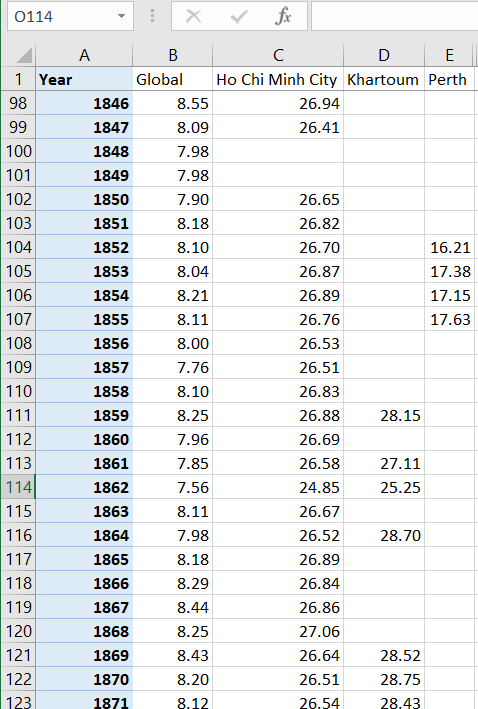 O114 fx
A B C D E
1 Year Global Ho Chi Minh City Khartoum Perth
98 1846 8.55 26.94
99 1847 8.09 26.41
100 1848 7.98
101 1849 7.98
102 1850 7.90 26.65
103 1851 8.18 26.82
104 1852 8.10 26.70 16.21
105 1853 8.04 26.87 17.38
106 1854 8.21 26.89 17.15
107 1855 8.11 26.76 17.63
108 1856 8.00 26.53
109 1857 7.76 26.51
110 1858 8.10 26.83
111 1859 8.25 26.88 28.15
112 1860 7.96 26.69
113 1861 7.85 26.58 27.11
114 1862 7.56 24.85 25.25
115 1863 8.11 26.67
116 1864 7.98 26.52 28.70
117 1865 8.18 26.89
118 1866 8.29 26.84
119 1867 8.44 26.86
120 1868 8.25 27.06
121 1869 8.43 26.64 28.52
122 1870 8.20 26.51 28.75
123 1871 8.12 26.54 28.43